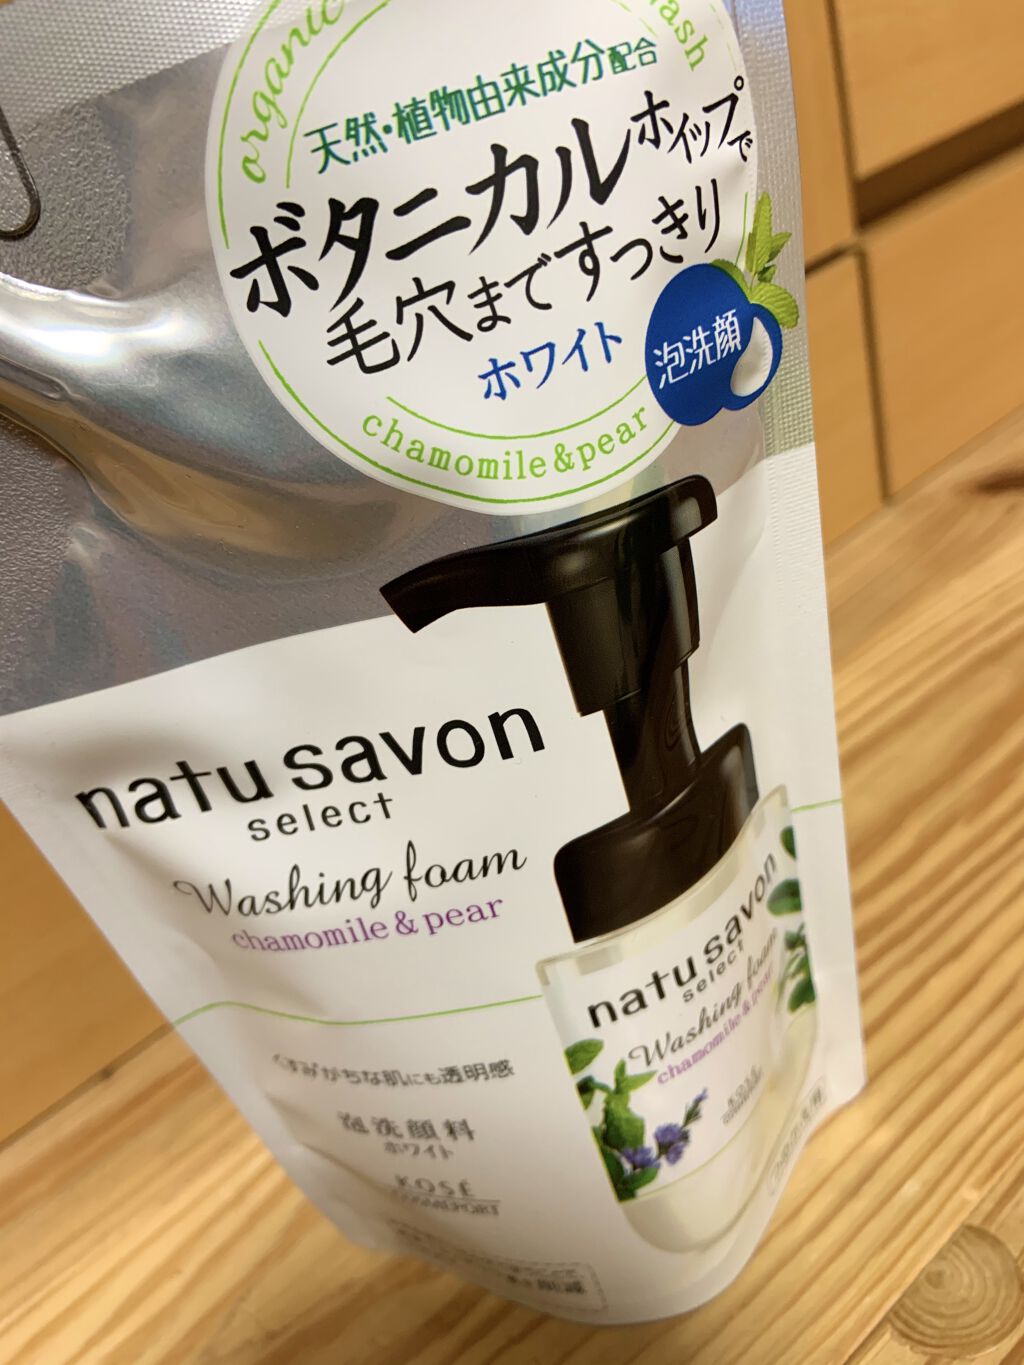 organic
wash
天然・植物由来成分配合
ボタニカルホイップで
毛穴まですっきり
ホワイト
泡洗顔
chamomile & pear
natu savon
select
Washing foam
chamomile & pear
natu savon
select
Washing foam
chamomile & pear
くすみがちな肌にも透明感
泡洗顔料
ホワイト
KOSÉ
COSMEPORT